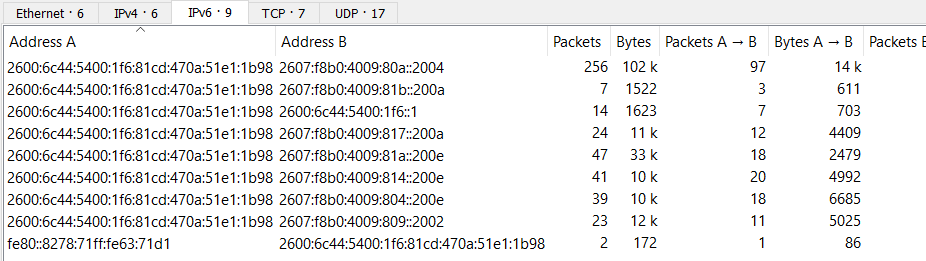 Ethernet · 6 IPv4 · 6 IPv6 · 9 TCP · 7 UDP · 17
Address A Address B Packets Bytes Packets A → B Bytes A → B Packets B
2600:6c44:5400:1f6:81cd:470a:51e1:1b98 2607:f8b0:4009:80a::2004 256 102 k 97 14 k
2600:6c44:5400:1f6:81cd:470a:51e1:1b98 2607:f8b0:4009:81b::200a 7 1522 3 611
2600:6c44:5400:1f6:81cd:470a:51e1:1b98 2600:6c44:5400:1f6::1 14 1623 7 703
2600:6c44:5400:1f6:81cd:470a:51e1:1b98 2607:f8b0:4009:817::200a 24 11 k 12 4409
2600:6c44:5400:1f6:81cd:470a:51e1:1b98 2607:f8b0:4009:81a::200e 47 33 k 18 2479
2600:6c44:5400:1f6:81cd:470a:51e1:1b98 2607:f8b0:4009:814::200e 41 10 k 20 4992
2600:6c44:5400:1f6:81cd:470a:51e1:1b98 2607:f8b0:4009:804::200e 39 10 k 18 6685
2600:6c44:5400:1f6:81cd:470a:51e1:1b98 2607:f8b0:4009:809::2002 23 12 k 11 5025
fe80::8278:71ff:fe63:71d1 2600:6c44:5400:1f6:81cd:470a:51e1:1b98 2 172 1 86